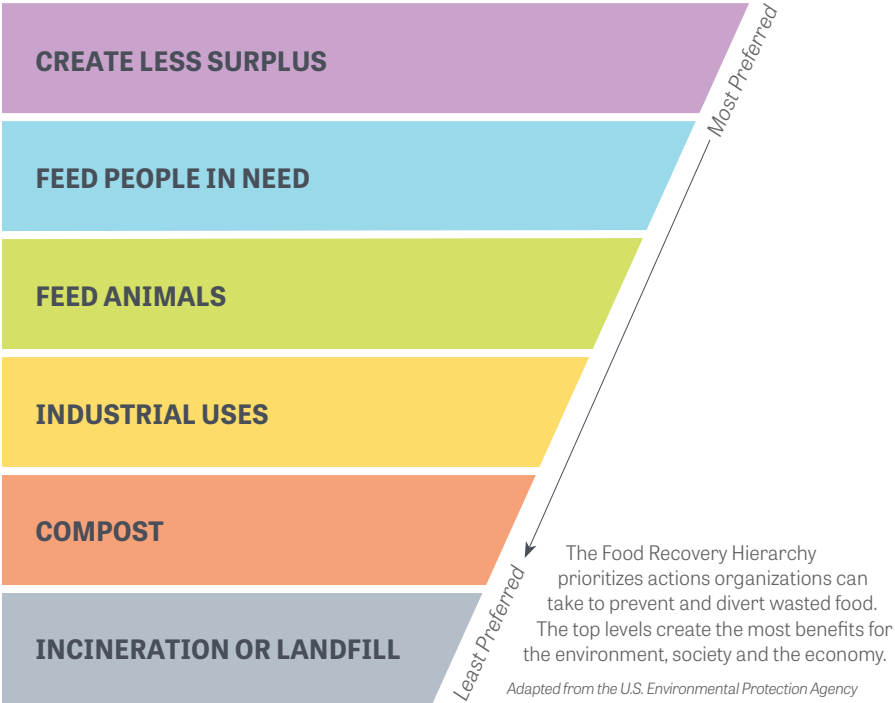 CREATE LESS SURPLUS
Most Preferred
FEED PEOPLE IN NEED
FEED ANIMALS
INDUSTRIAL USES
COMPOST
INCINERATION OR LANDFILL
Least Preferred
The Food Recovery Hierarchy
prioritizes actions organizations can
take to prevent and divert wasted food.
The top levels create the most benefits for
the environment, society and the economy.
Adapted from the U.S. Environmental Protection Agency